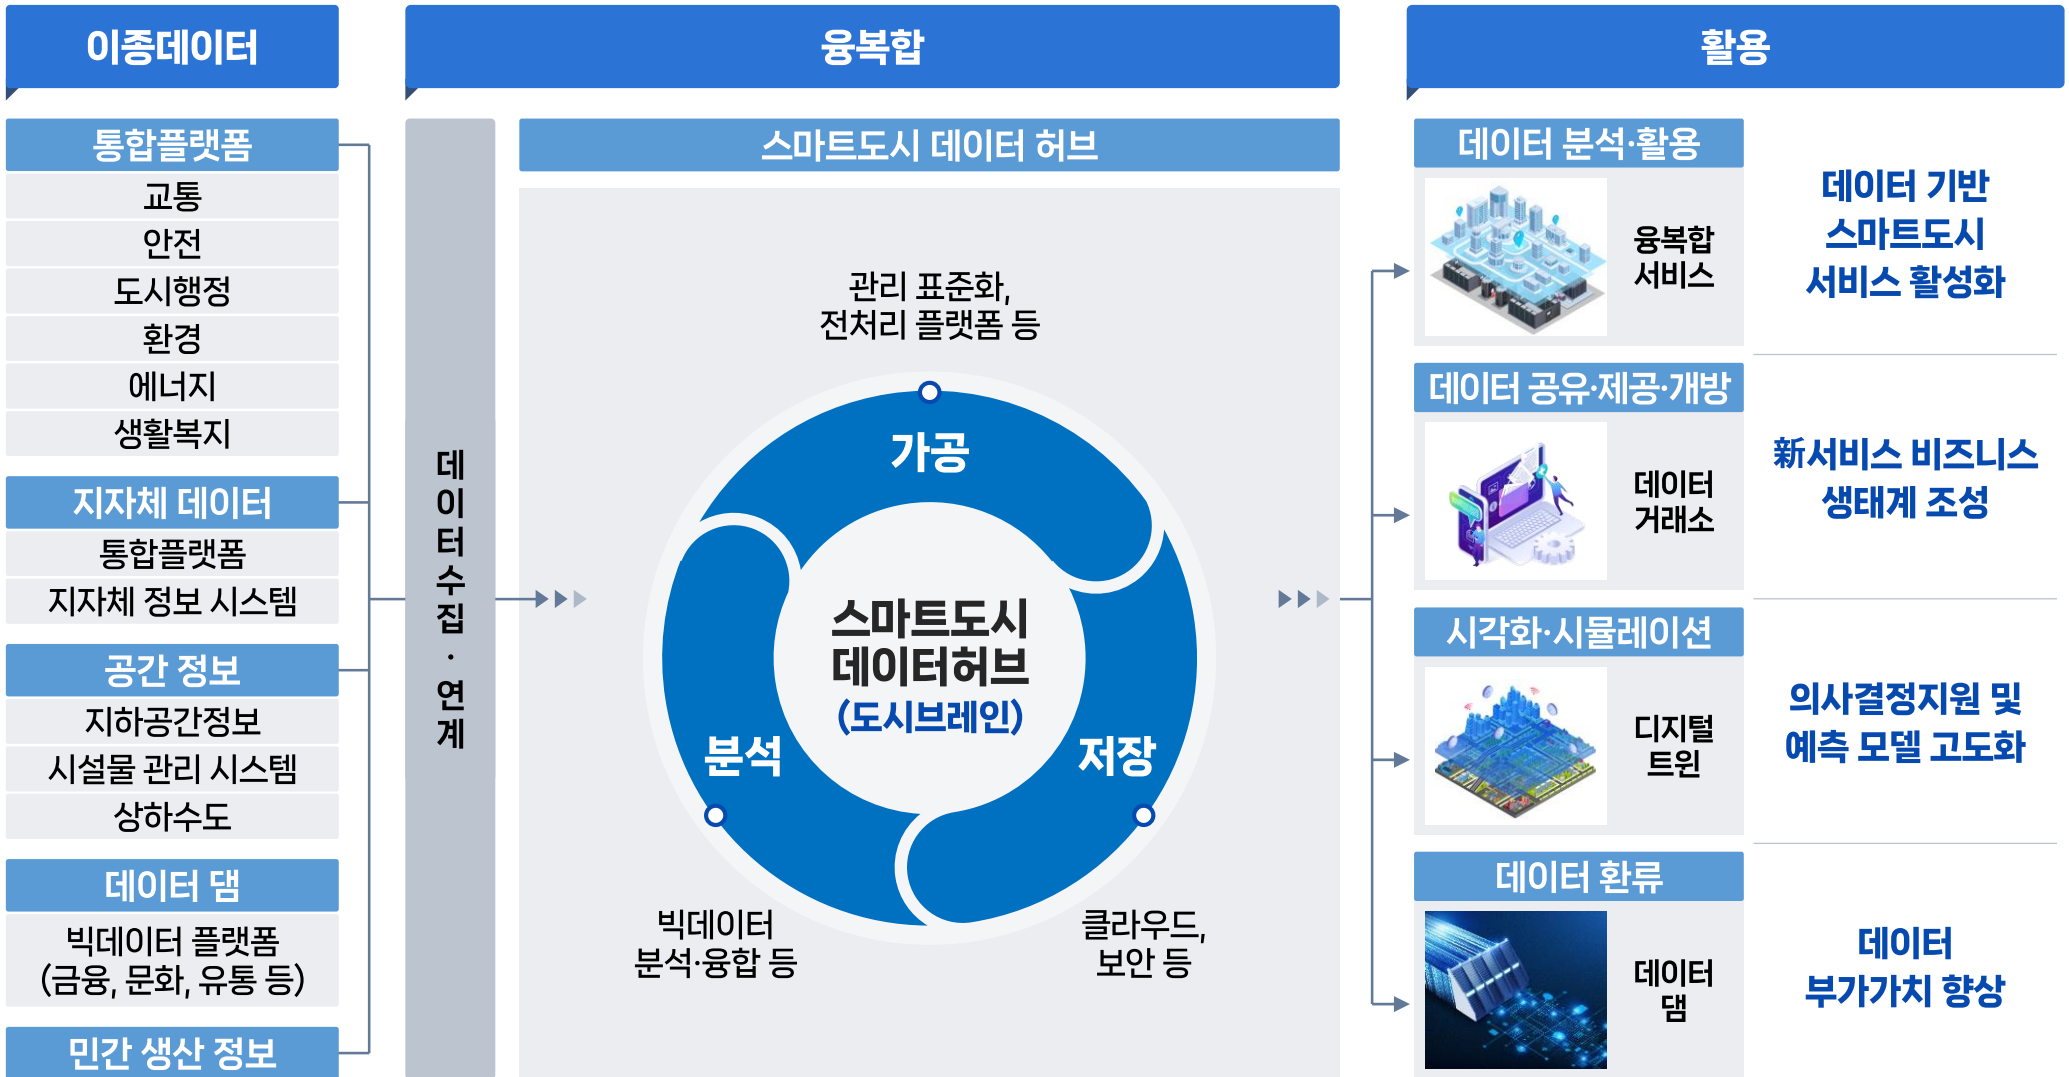 이종데이터
통합플랫폼
교통
안전
도시행정
환경
에너지
생활복지
지자체 데이터
통합플랫폼
지자체 정보 시스템
공간 정보
지하공간정보
시설물 관리 시스템
상하수도
데이터 댐
빅데이터 플랫폼
(금융, 문화, 유통 등)
민간 생산 정보
융복합
데이터수집·연계
스마트도시 데이터 허브
관리 표준화,
전처리 플랫폼 등
가공
스마트도시
데이터허브
(도시브레인)
분석
저장
빅데이터
분석·융합 등
클라우드,
보안 등
활용
데이터 분석·활용
융복합
서비스
데이터 기반
스마트도시
서비스 활성화
데이터 공유·제공·개방
데이터
거래소
新서비스 비즈니스
생태계 조성
시각화·시뮬레이션
디지털
트윈
의사결정지원 및
예측 모델 고도화
데이터 환류
데이터
댐
데이터
부가가치 향상